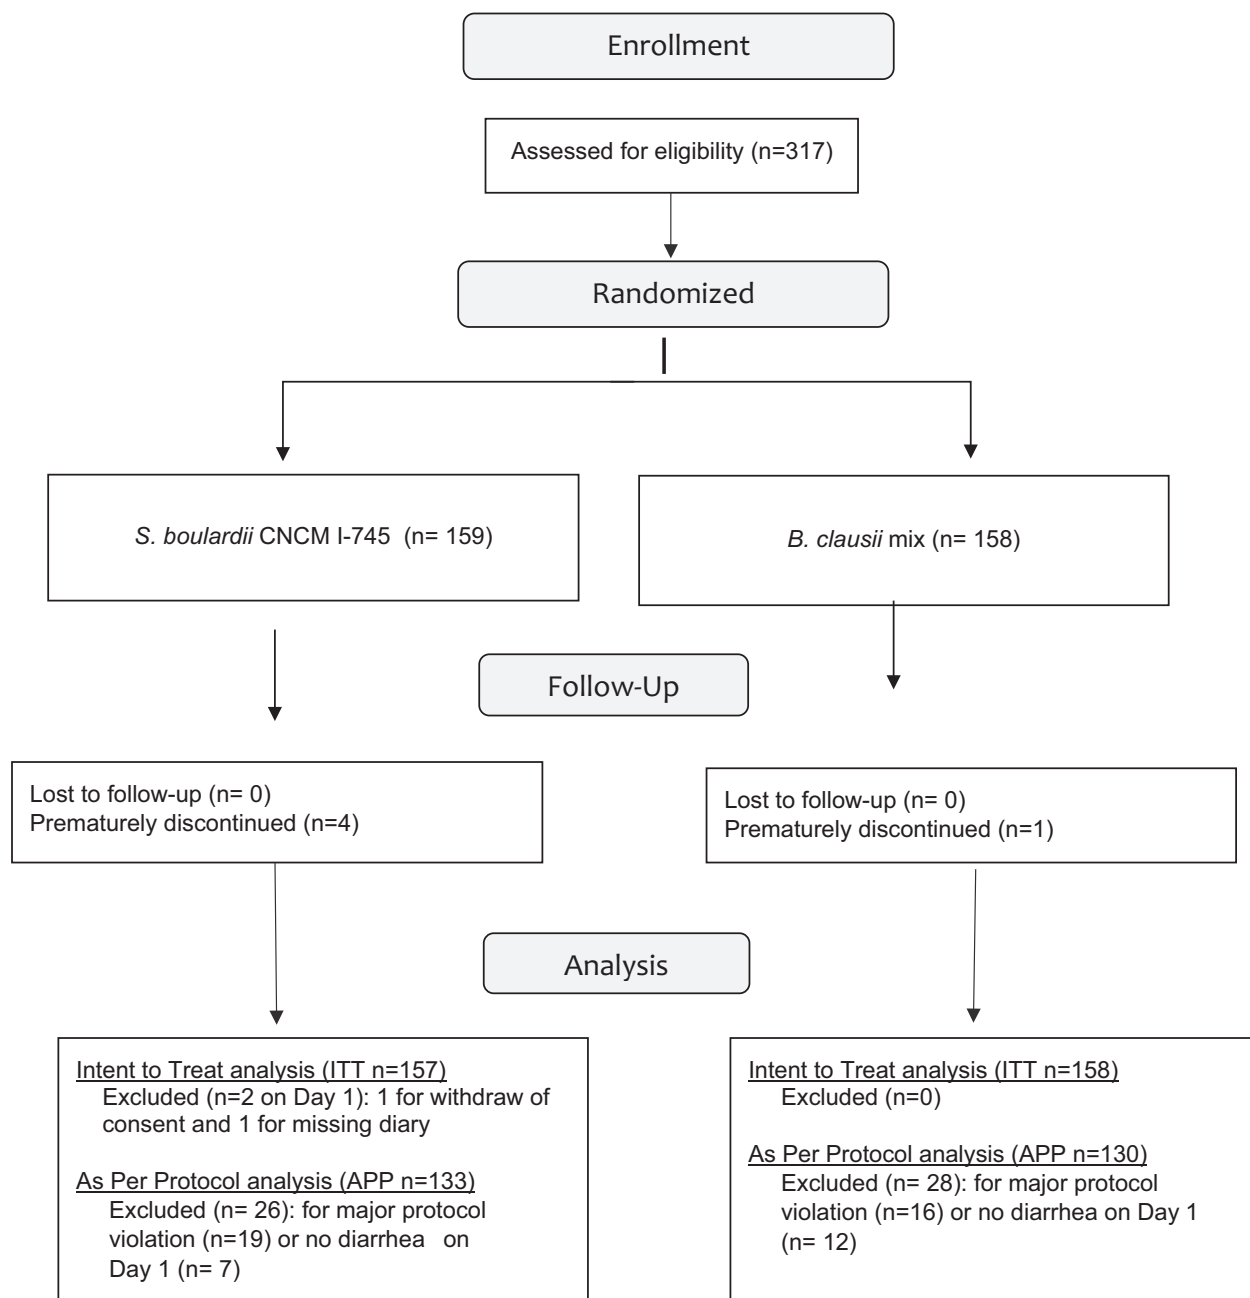 Enrollment
Assessed for eligibility (n=317)
Randomized
S. boulardii CNCM I-745 (n= 159)
B. clausii mix (n= 158)
Follow-Up
Lost to follow-up (n= 0)
Prematurely discontinued (n=4)
Lost to follow-up (n= 0)
Prematurely discontinued (n=1)
Analysis
Intent to Treat analysis (ITT n=157)
Excluded (n=2 on Day 1): 1 for withdraw of
consent and 1 for missing diary
As Per Protocol analysis (APP n=133)
Excluded (n= 26): for major protocol
violation (n=19) or no diarrhea on
Day 1 (n= 7)
Intent to Treat analysis (ITT n=158)
Excluded (n=0)
As Per Protocol analysis (APP n=130)
Excluded (n= 28): for major protocol
violation (n=16) or no diarrhea on Day 1
(n= 12)